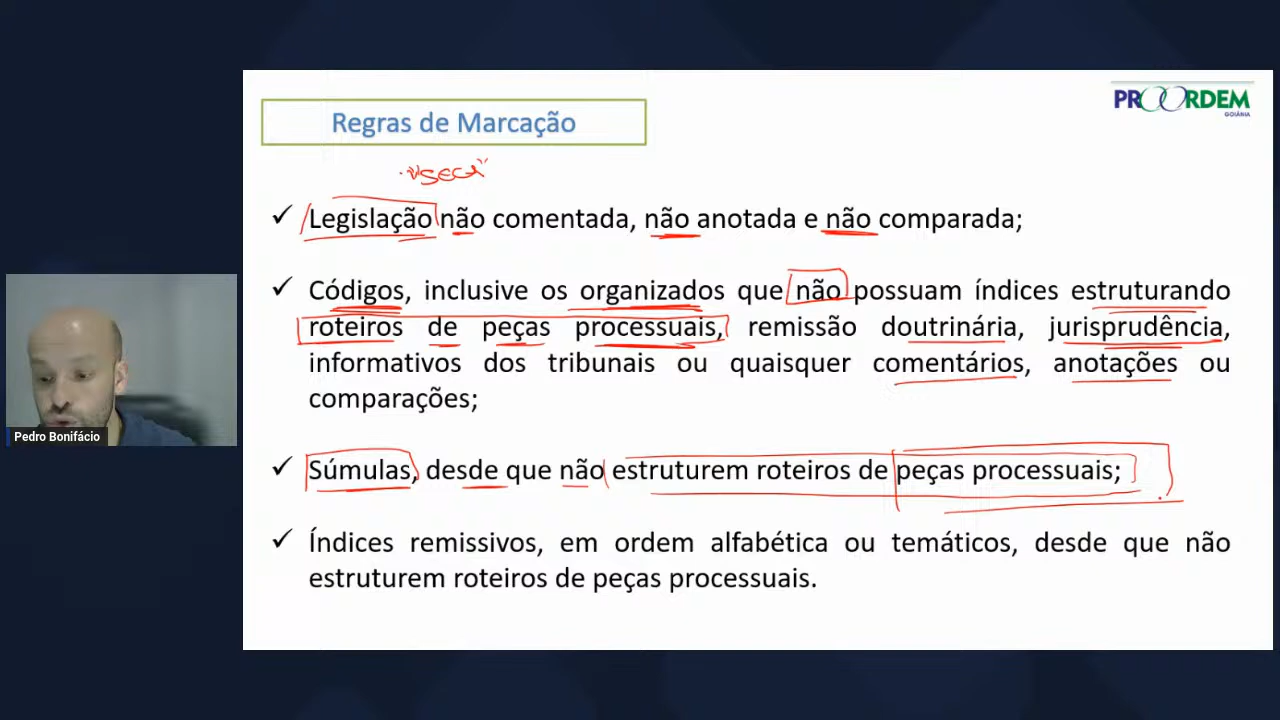 PROORDEM
GOIÂNIA
Regras de Marcação
"seca"
✓ Legislação não comentada, não anotada e não comparada;
✓ Códigos, inclusive os organizados que não possuam índices estruturando
roteiros de peças processuais, remissão doutrinária, jurisprudência,
informativos dos tribunais ou quaisquer comentários, anotações ou
comparações;
Pedro Bonifácio
✓ Súmulas, desde que não estruturem roteiros de peças processuais;
✓ Índices remissivos, em ordem alfabética ou temáticos, desde que não
estruturem roteiros de peças processuais.